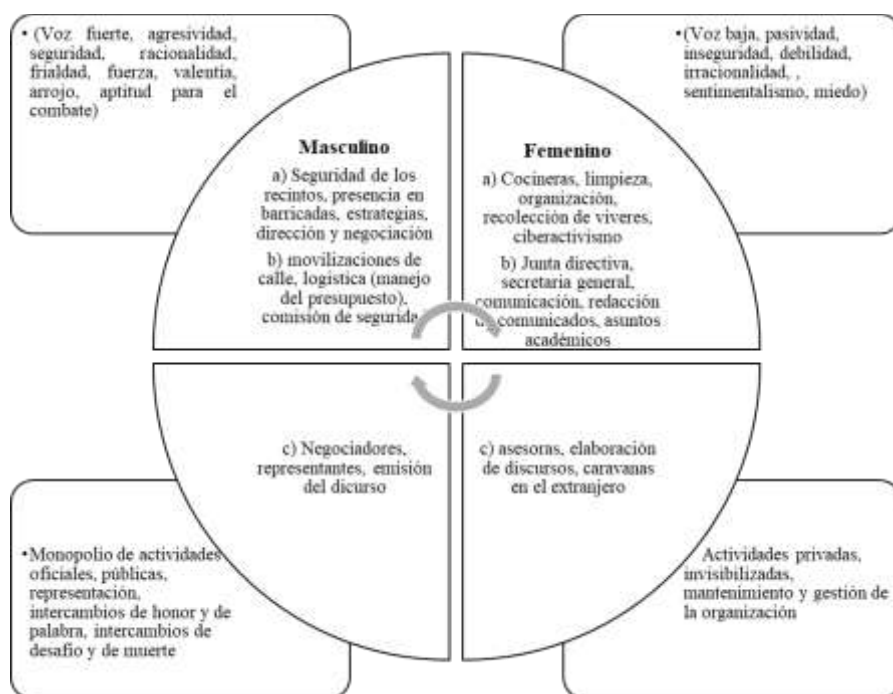 •(Voz fuerte, agresividad,
seguridad, racionalidad,
frialdad, fuerza, valentia,
arrojo, aptitud para el
combate)
•(Voz baja, pasividad,
inseguridad, debilidad,
irracionalidad, ,
sentimentalismo, miedo)
Masculino
a) Seguridad de los
recintos, presencia en
barricadas, estrategias,
dirección y negociación
b) movilizaciones de
calle, logística (manejo
del presupuesto),
comisión de segurida
Femenino
a) Cocineras, limpieza,
organización,
recolección de viveres,
ciberactivismo
b) Junta directiva,
secretaria general,
comunicación, redacción
de comunicados, asuntos
académicos
c) Negociadores,
representantes, emisión
del dicurso
c) asesoras, elaboración
de discursos, caravanas
en el extranjero
•Monopolio de actividades
oficiales, públicas,
representación,
intercambios de honor y de
palabra, intercambios de
desafío y de muerte
Actividades privadas,
invisibilizadas,
mantenimiento y gestión de
la organización